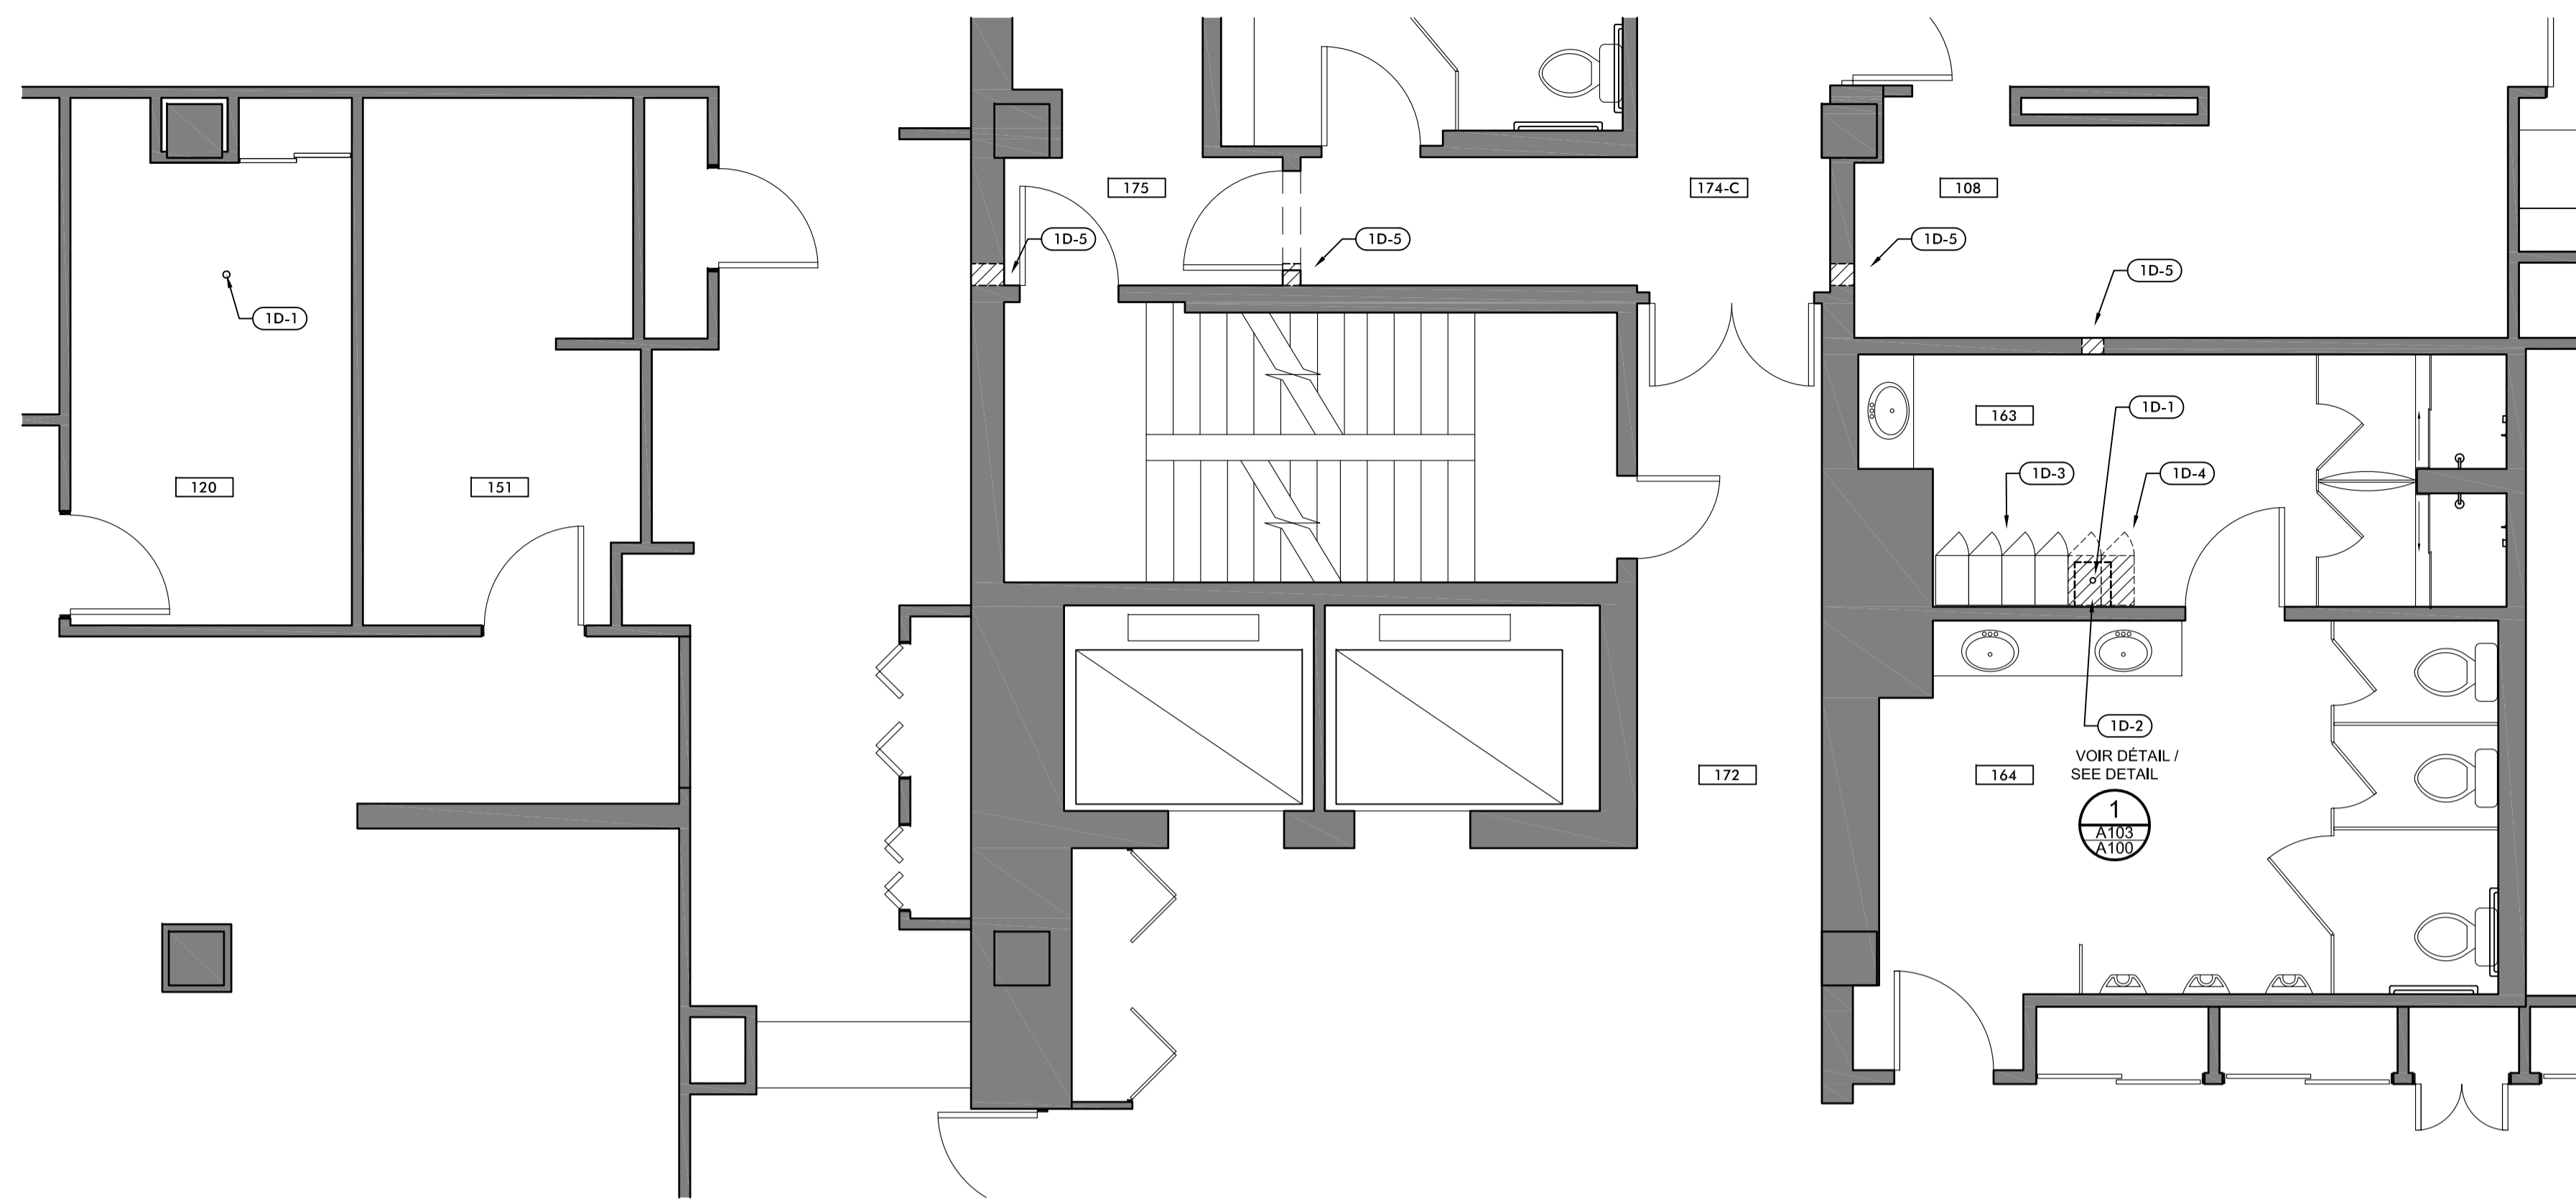 175
174-C
108
1D-5
1D-5
1D-5
1D-5
1D-1
1D-1
163
1D-3
1D-4
120
151
1D-2
VOIR DÉTAIL /
SEE DETAIL
172
164
1
A103
A100